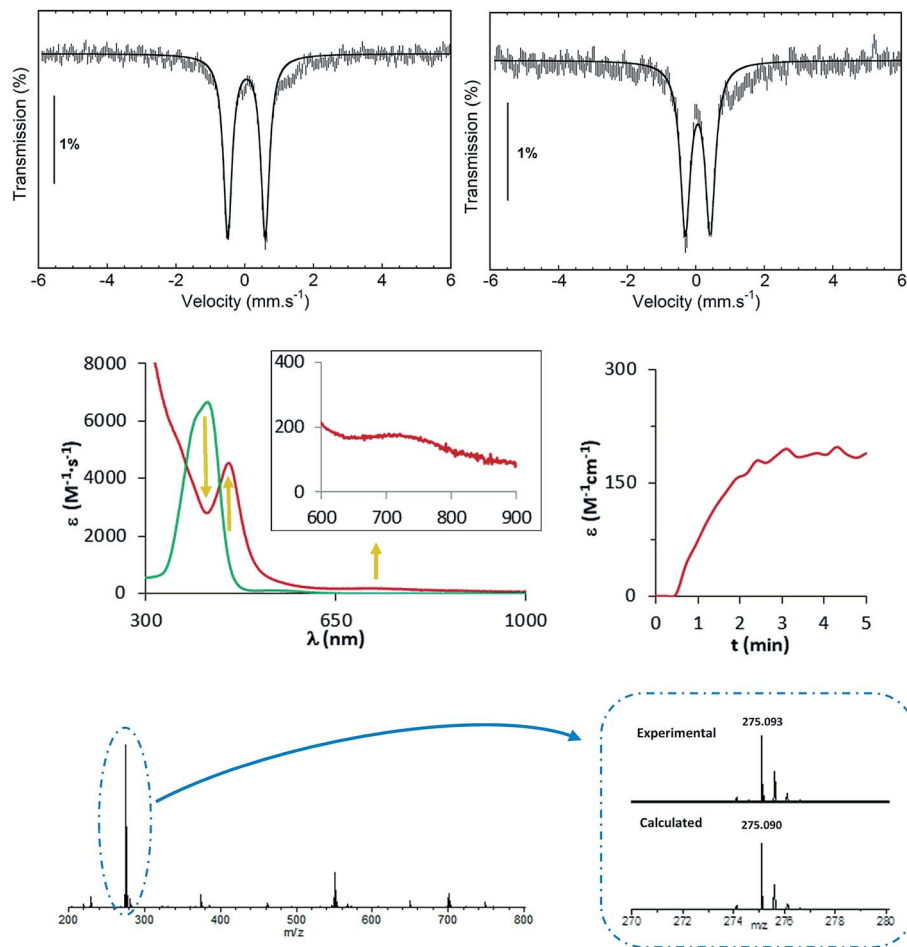 Transmission (%)
1%
-6 -4 -2 0 2 4 6
Velocity (mm.s⁻¹)
Transmission (%)
1%
-6 -4 -2 0 2 4 6
Velocity (mm.s⁻¹)
8000
6000
4000
2000
0
ε (M⁻¹·s⁻¹)
300 650 1000
λ (nm)
400
200
0
600 700 800 900
300
150
0
ε (M⁻¹cm⁻¹)
0 1 2 3 4 5
t (min)
200 300 400 500 600 700 800
m/z
275.093
Experimental
Calculated
275.090
270 272 274 276 278 280
m/z